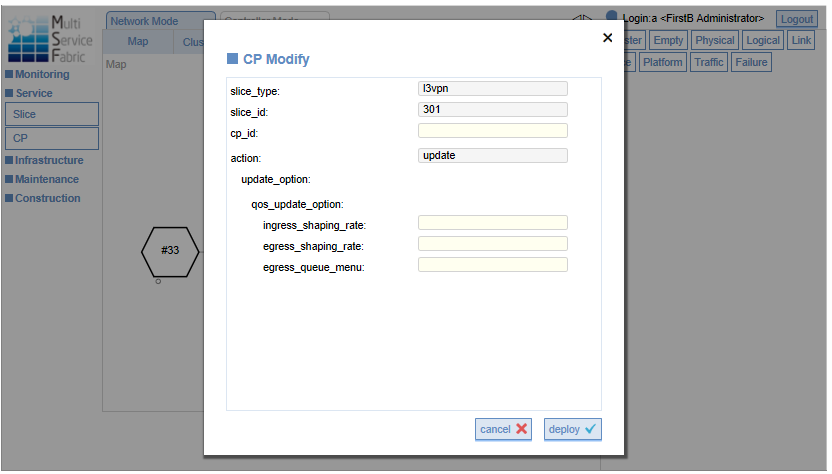 Multi
Service
Fabric
Network Mode
Controller Mode
Login:a <FirstB Administrator>
Logout
Map
Clus
ster
Empty
Physical
Logical
Link
Map
Platform
Traffic
Failure
Monitoring
Service
Slice
CP
Infrastructure
Maintenance
Construction
#33
CP Modify
slice_type:
l3vpn
slice_id:
301
cp_id:
action:
update
update_option:
qos_update_option:
ingress_shaping_rate:
egress_shaping_rate:
egress_queue_menu:
cancel
deploy